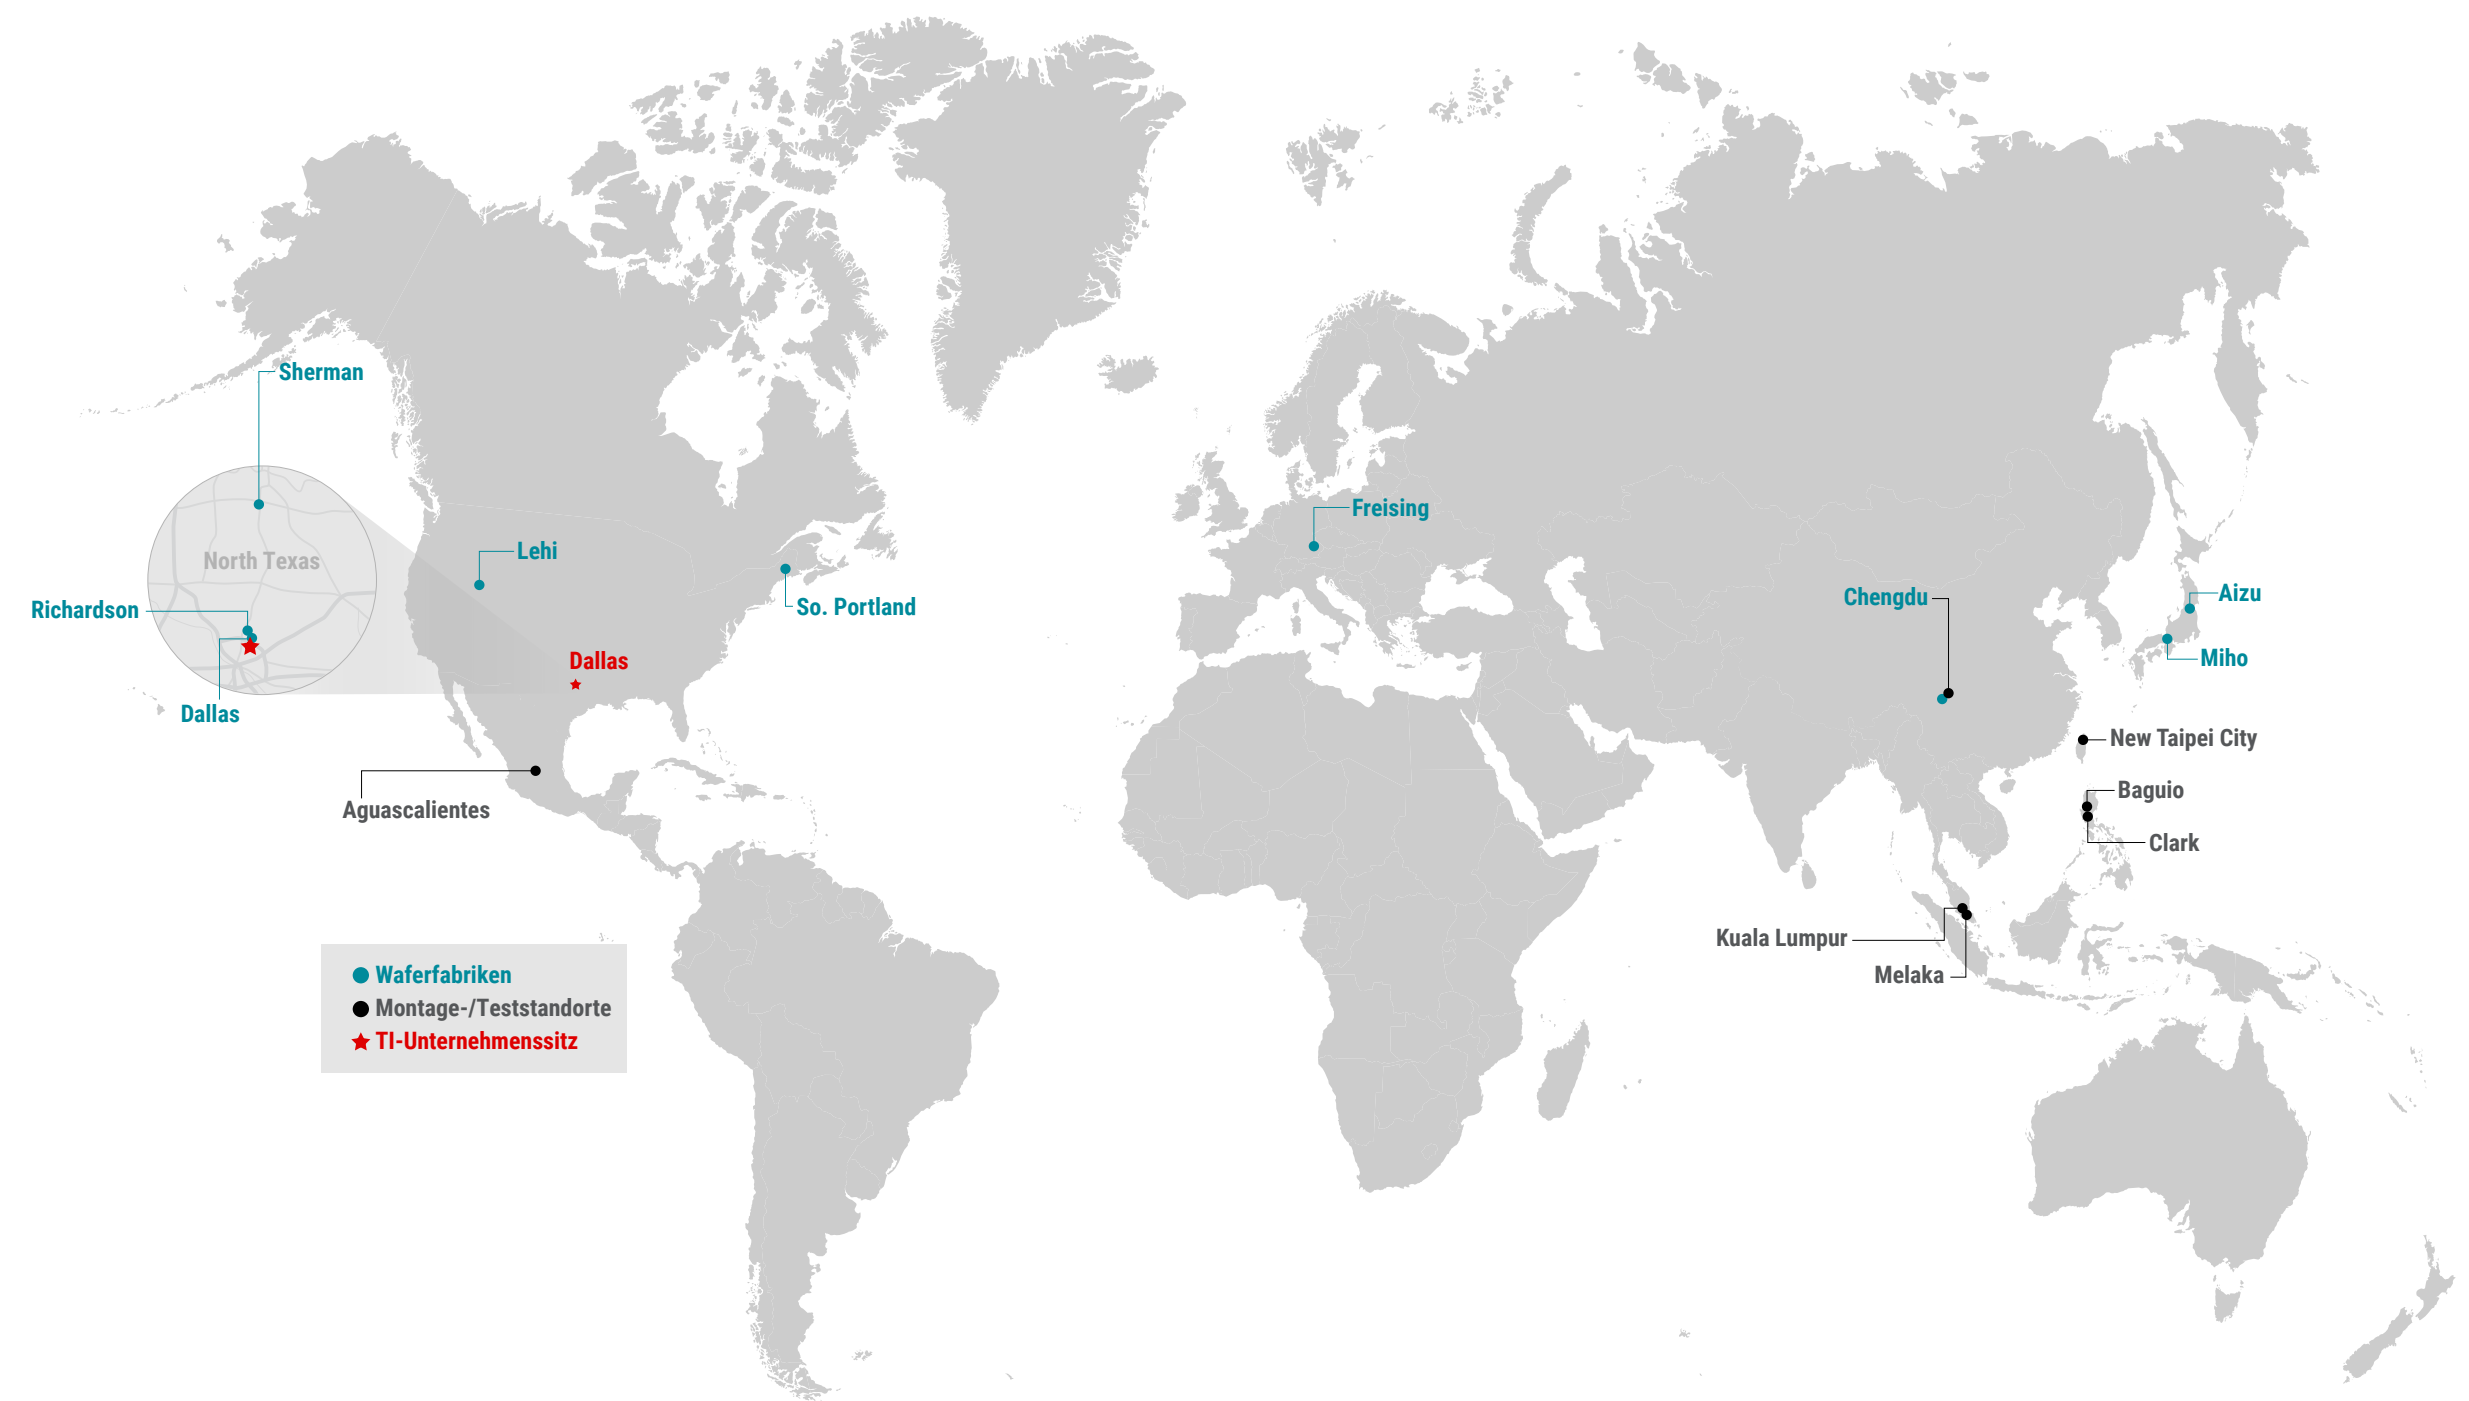 Sherman
North Texas
Richardson
Dallas
Lehi
So. Portland
Dallas
Aguascalientes
Freising
Chengdu
Aizu
Miho
New Taipei City
Baguio
Clark
Kuala Lumpur
Melaka
Waferfabriken
Montage-/Teststandorte
TI-Unternehmenssitz